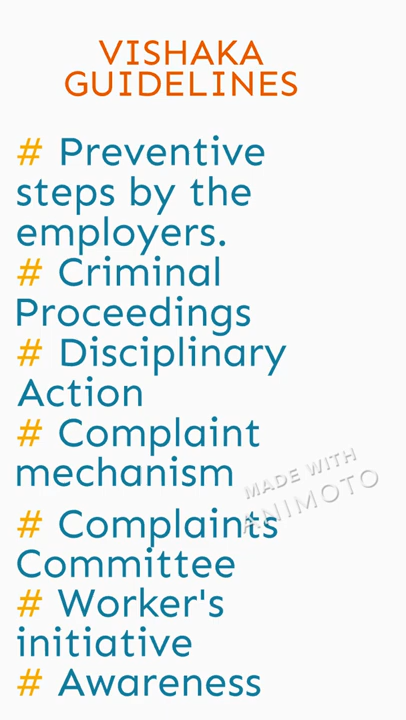 VISHAKA
GUIDELINES
# Preventive
steps by the
employers.
# Criminal
Proceedings
# Disciplinary
Action
# Complaint
mechanism
MADE WITH
ANIMOTO
# Complaints
Committee
# Worker's
initiative
# Awareness